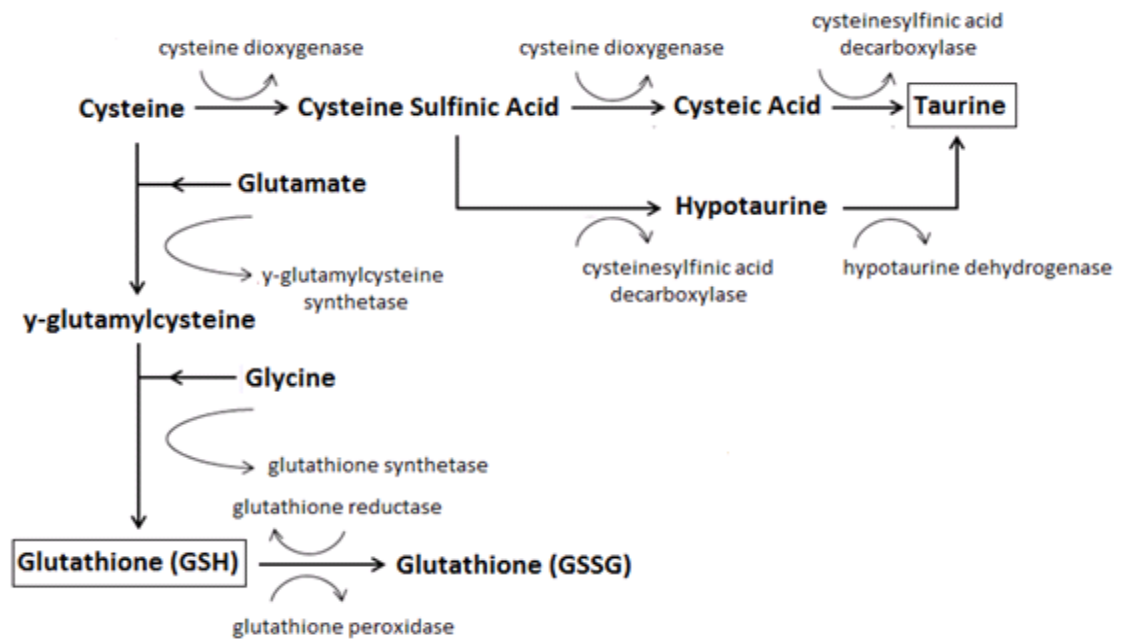 cysteine dioxygenase
cysteine dioxygenase
cysteinesylfinic acid
decarboxylase
Cysteine
Cysteine Sulfinic Acid
Cysteic Acid
Taurine
Glutamate
Hypotaurine
y-glutamylcysteine
synthetase
cysteinesylfinic acid
decarboxylase
hypotaurine dehydrogenase
y-glutamylcysteine
Glycine
glutathione synthetase
glutathione reductase
Glutathione (GSH)
Glutathione (GSSG)
glutathione peroxidase